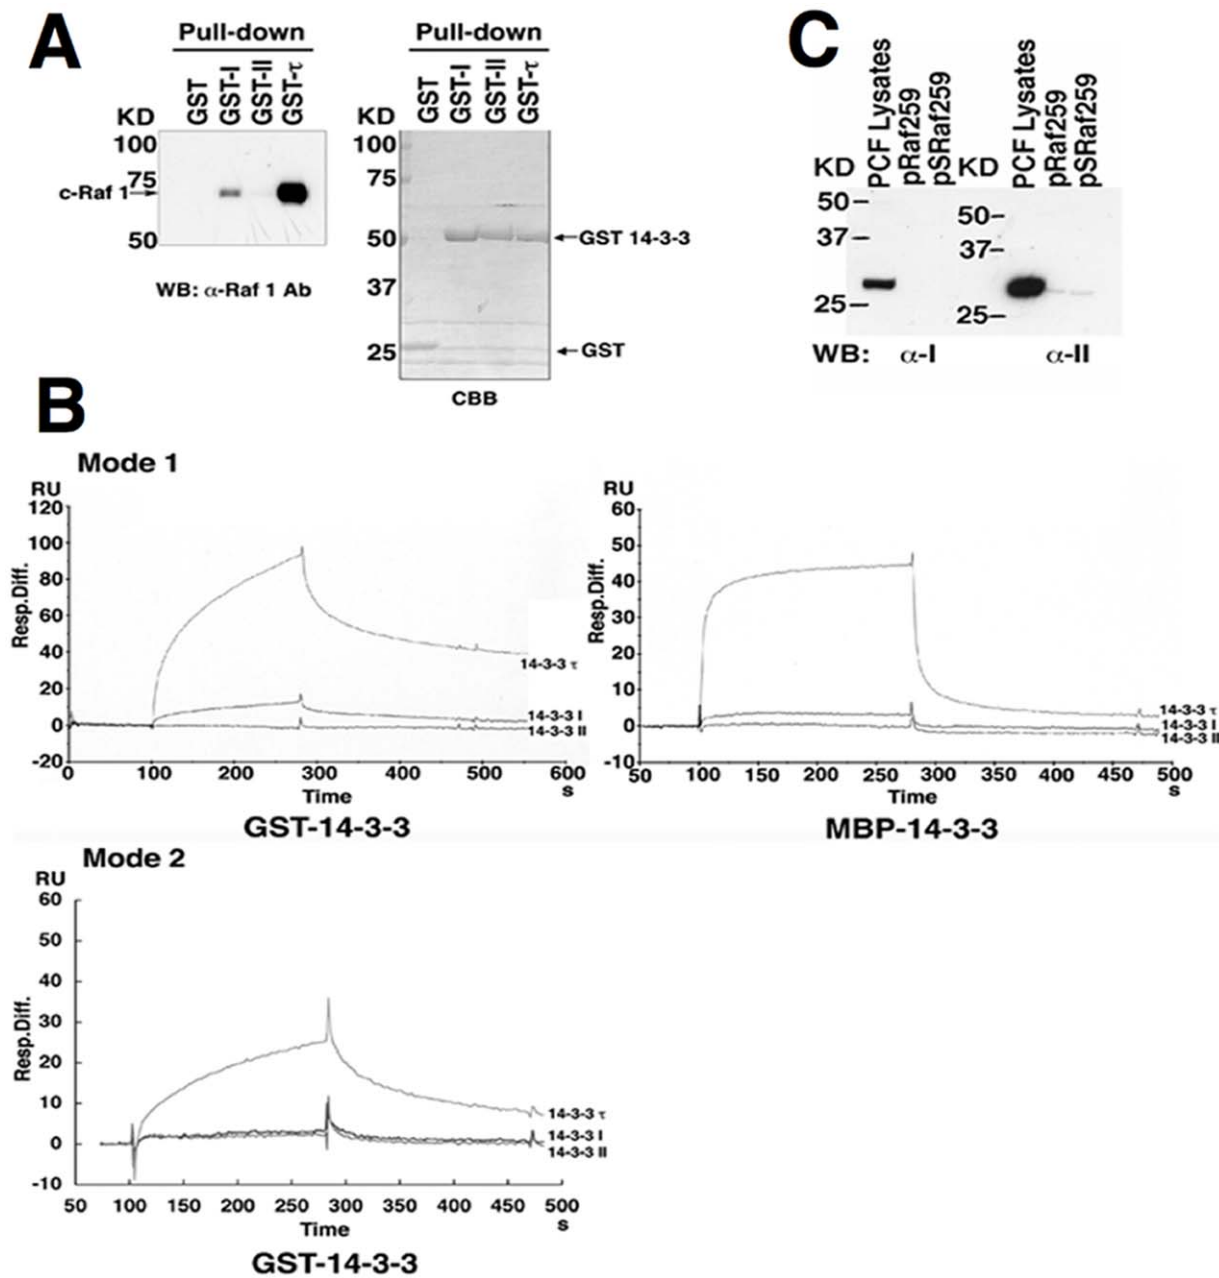 A
Pull-down
GST
GST-I
GST-II
GST-τ
KD
100
75
c-Raf 1
50
WB: α-Raf 1 Ab
Pull-down
GST
GST-I
GST-II
GST-τ
KD
100
75
50
GST 14-3-3
37
25
GST
CBB
C
PCF Lysates
pRaf259
pSRaf259
KD
50
37
25
PCF Lysates
pRaf259
pSRaf259
KD
50
37
25
WB: α-I α-II
B
Mode 1
RU
120
100
80
60
40
20
0
-20
Resp.Diff.
14-3-3 τ
14-3-3 I
14-3-3 II
0 100 200 300 400 500 600
Time s
GST-14-3-3
RU
60
50
40
30
20
10
0
-10
Resp.Diff.
14-3-3 τ
14-3-3 I
14-3-3 II
50 100 150 200 250 300 350 400 450 500
Time s
MBP-14-3-3
Mode 2
RU
60
50
40
30
20
10
0
-10
Resp.Diff.
14-3-3 τ
14-3-3 I
14-3-3 II
50 100 150 200 250 300 350 400 450 500
Time s
GST-14-3-3